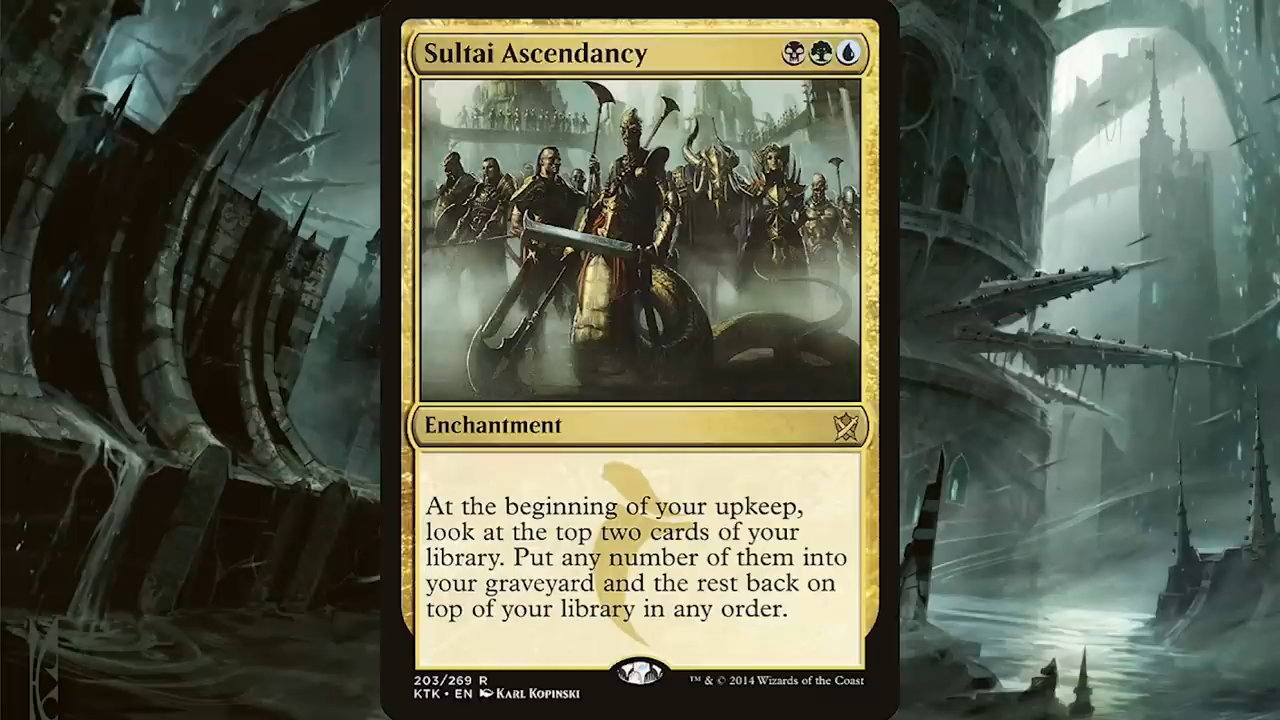 Sultai Ascendancy
Enchantment
At the beginning of your upkeep,
look at the top two cards of your
library. Put any number of them into
your graveyard and the rest back on
top of your library in any order.
203/269 R
KTK • EN KARL KOPINSKI
™ & © 2014 Wizards of the Coast